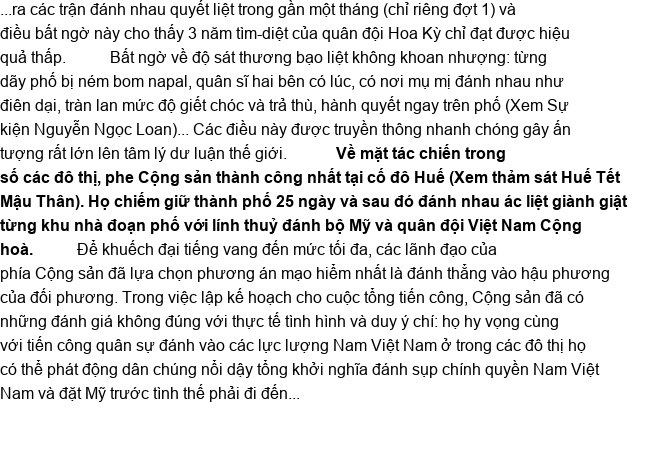 ...ra các trận đánh nhau quyết liệt trong gần một tháng (chỉ riêng đợt 1) và
điều bất ngờ này cho thấy 3 năm tìm-diệt của quân đội Hoa Kỳ chỉ đạt được hiệu
quả thấp. Bất ngờ về độ sát thương bạo liệt không khoan nhượng: từng
dãy phố bị ném bom napal, quân sĩ hai bên có lúc, có nơi mụ mị đánh nhau như
điên dại, tràn lan mức độ giết chóc và trả thù, hành quyết ngay trên phố (Xem Sự
kiện Nguyễn Ngọc Loan)... Các điều này được truyền thông nhanh chóng gây ấn
tượng rất lớn lên tâm lý dư luận thế giới. Về mặt tác chiến trong
số các đô thị, phe Cộng sản thành công nhất tại cố đô Huế (Xem thảm sát Huế Tết
Mậu Thân). Họ chiếm giữ thành phố 25 ngày và sau đó đánh nhau ác liệt giành giật
từng khu nhà đoạn phố với lính thuỷ đánh bộ Mỹ và quân đội Việt Nam Cộng
hoà. Để khuếch đại tiếng vang đến mức tối đa, các lãnh đạo của
phía Cộng sản đã lựa chọn phương án mạo hiểm nhất là đánh thẳng vào hậu phương
của đối phương. Trong việc lập kế hoạch cho cuộc tổng tiến công, Cộng sản đã có
những đánh giá không đúng với thực tế tình hình và duy ý chí: họ hy vọng cùng
với tiến công quân sự đánh vào các lực lượng Nam Việt Nam ở trong các đô thị họ
có thể phát động dân chúng nổi dậy tổng khởi nghĩa đánh sụp chính quyền Nam Việt
Nam và đặt Mỹ trước tình thế phải đi đến...